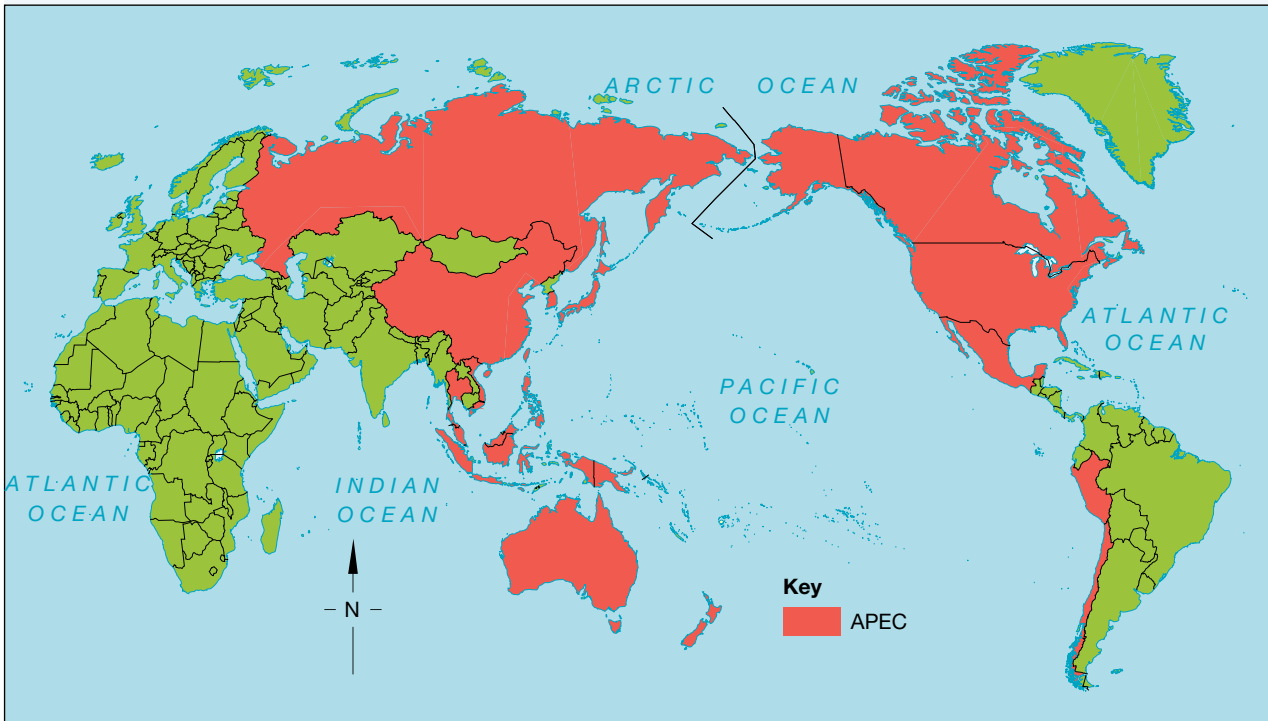 ARCTIC OCEAN
ATLANTIC
OCEAN
PACIFIC
OCEAN
ATLANTIC
OCEAN
INDIAN
OCEAN
N
Key
APEC